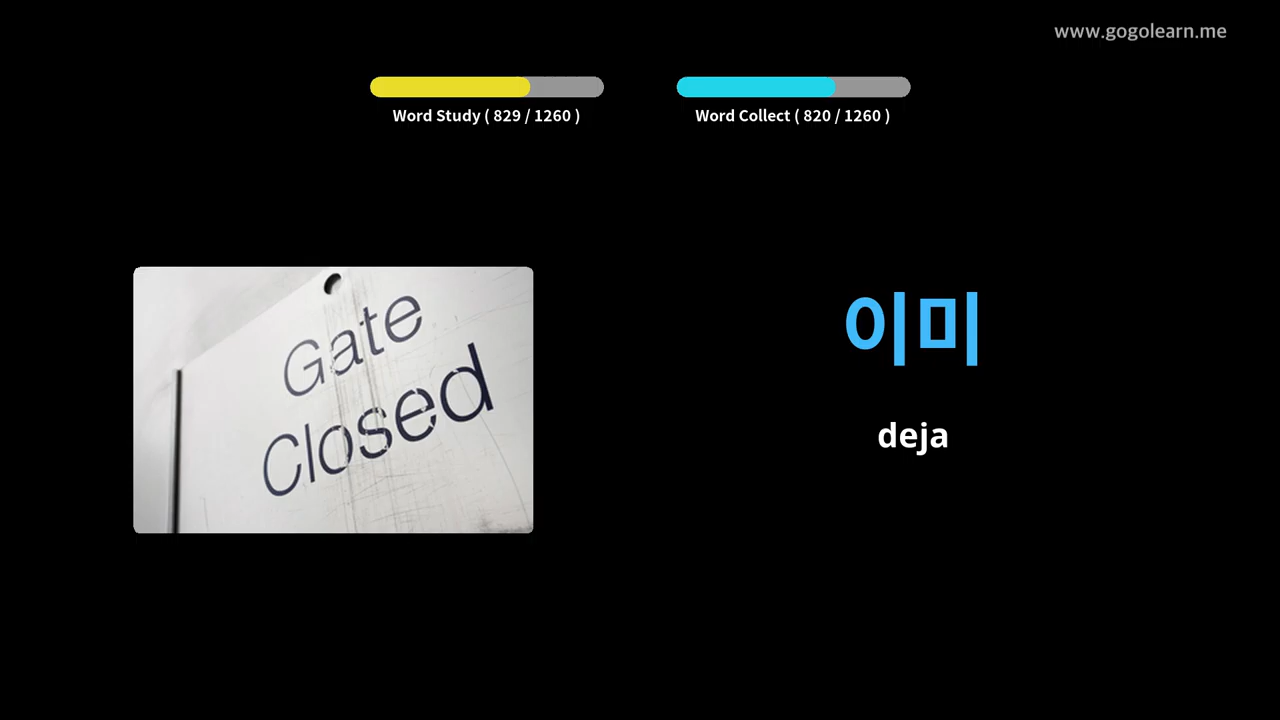 www.gogolearn.me
Word Study ( 829 / 1260 )
Word Collect ( 820 / 1260 )
Gate
Closed
이미
deja